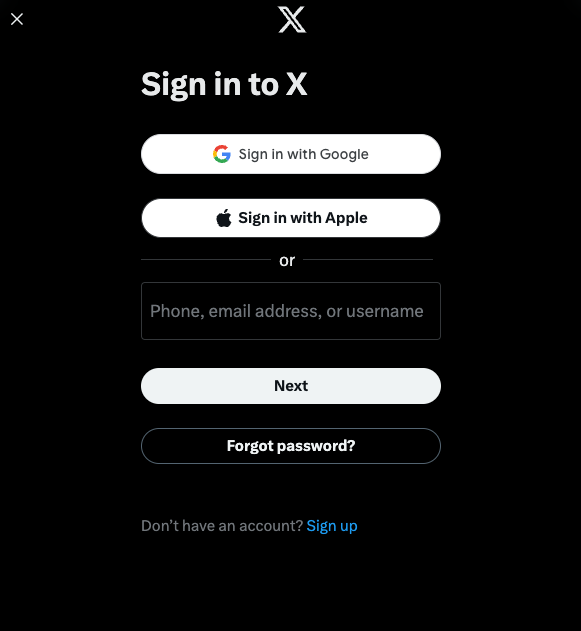 Sign in to X
Sign in with Google
Sign in with Apple
or
Phone, email address, or username
Next
Forgot password?
Don’t have an account? Sign up